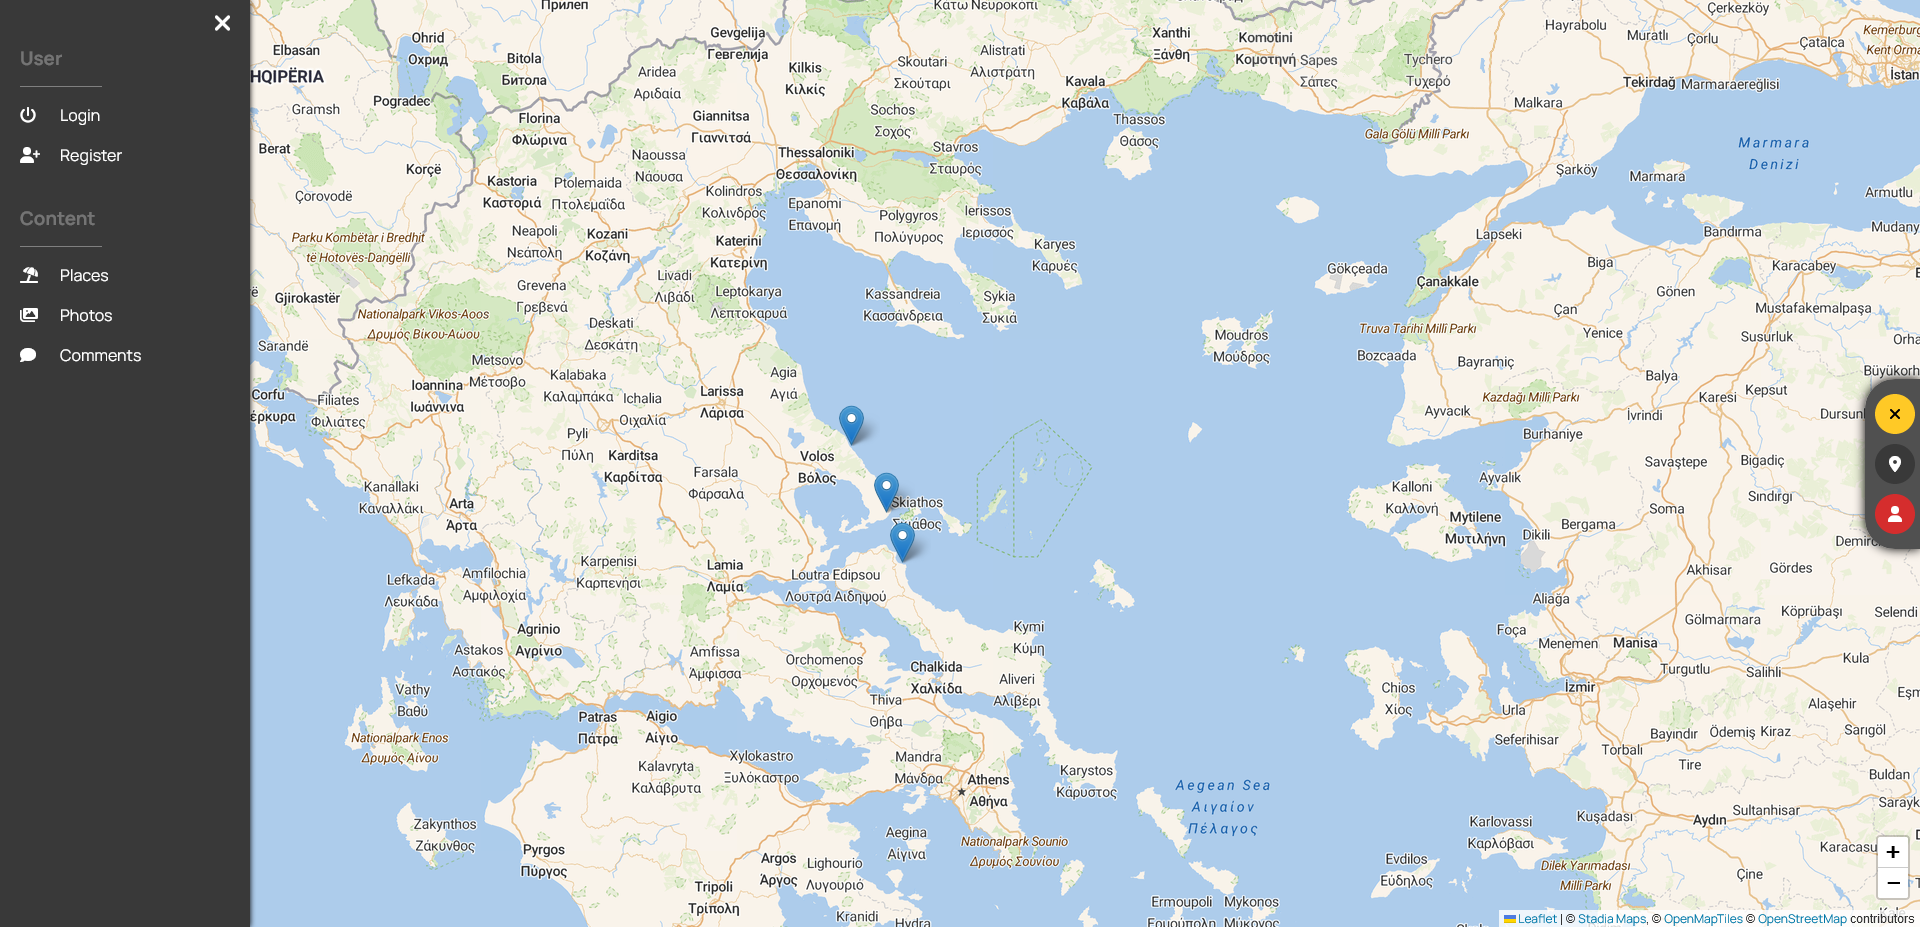 User
Login
Register
Content
Places
Photos
Comments
Прилеп
Κάτω Νευροκόπι
Çerkezköy
Elbasan
Ohrid
Охрид
Bitola
Битола
Gevgelija
Гевгелија
Kilkis
Κιλκίς
Skoutari
Σκουτάρι
Alistrati
Αλιστράτη
Xanthi
Ξάνθη
Komotini
Κομοτηνή
Sapes
Σάπες
Tychero
Τυχερό
Hayrabolu
Muratlı
Çorlu
Çatalca
HQIPËRIA
Gramsh
Pogradec
Aridea
Αριδαία
Kavala
Καβάλα
Tekirdağ
Marmaraereğlisi
Malkara
Florina
Φλώρινα
Giannitsa
Γιαννιτσά
Sochos
Σοχός
Thassos
Θάσος
Gala Gölü Milli Parkı
Marmara
Denizi
Berat
Korçë
Naoussa
Ναουσα
Thessaloniki
Θεσσαλονίκη
Stavros
Σταυρός
Şarköy
Marmara
Armutlu
Çorovodë
Kastoria
Καστοριά
Ptolemaida
Πτολεμαΐδα
Kolindros
Κολινδρός
Epanomi
Επανομή
Polygyros
Πολύγυρος
Ierissos
Ιερισσος
Karyes
Καρυές
Lapseki
Bandırma
Parku Kombëtar i Bredhit
të Hotovës-Dangëlli
Neapoli
Νεάπολη
Kozani
Κοζάνη
Katerini
Κατερίνη
Gökçeada
Çanakkale
Biga
Karacabey
Gönen
Mustafakemalpaşa
Gjirokastër
Grevena
Γρεβενά
Livadi
Λιβάδι
Leptokarya
Λεπτοκαρυά
Kassandreia
Κασσάνδρεια
Sykia
Συκιά
Çan
Yenice
Susurluk
Nationalpark Vikos-Aoos
Δρυμός Βίκου-Αώου
Deskati
Δεσκάτη
Moudros
Μούδρος
Truva Tarihî Millî Parkı
Bozcaada
Bayramiç
Sarandë
Metsovo
Μέτσοβο
Kalabaka
Καλαμπάκα
Agia
Αγιά
Balya
Kepsut
Corfu
Filiates
Φιλιάτες
Ioannina
Ιωάννινα
Ichalia
Οιχαλία
Larissa
Λάρισα
Kazdağı Millî Parkı
Karesi
Ayvacık
İvrindi
Burhaniye
Pyli
Πύλη
Karditsa
Καρδίτσα
Farsala
Φάρσαλα
Volos
Βόλος
Savaştepe
Bigadiç
Ayvalık
Kanallaki
Καναλλάκι
Arta
Άρτα
Skiathos
Kalloni
Καλλονή
Mytilene
Μυτιλήνη
Sındırgı
Soma
Bergama
Dikili
Lefkada
Λευκάδα
Amfilochia
Αμφιλοχία
Karpenisi
Καρπενήσι
Lamia
Λαμία
Loutra Edipsou
Λουτρά Αιδηψού
Akhisar
Gördes
Aliağa
Köprübaşı
Selendi
Gölmarmara
Agrinio
Αγρίνιο
Astakos
Αστακός
Amfissa
Άμφισσα
Orchomenos
Ορχομενός
Chalkida
Χαλκίδα
Kymi
Κύμη
Aliveri
Αλιβέρι
Foça
Menemen
Manisa
Turgutlu
Salihli
Kula
Vathy
Βαθύ
Patras
Πάτρα
Aigio
Αίγιο
Thiva
Θήβα
Chios
Χίος
İzmir
Urla
Alaşehir
Nationalpark Enos
Δρυμός Αίνου
Kalavryta
Καλάβρυτα
Xylokastro
Ξυλόκαστρο
Mandra
Μάνδρα
Athens
Αθήνα
Karystos
Κάρυστος
Aegean Sea
Αιγαίον
Πέλαγος
Seferihisar
Torbalı
Bayındır
Ödemiş
Kiraz
Sarıgöl
Tire
Buldan
Zakynthos
Ζάκυνθος
Pyrgos
Πύργος
Argos
Άργος
Lighourio
Λυγουριό
Aegina
Αίγινα
Nationalpark Sounio
Δρυμός Σουνίου
Karlovassi
Καρλόβασι
Kuşadası
Aydın
Sultanhisar
Tripoli
Τρίπολη
Kranidi
Evdilos
Εύδηλος
Dilek Yarımadası
Milli Parkı
Çine
Ermoupoli
Mykonos
+
−
Leaflet | © Stadia Maps, © OpenMapTiles © OpenStreetMap contributors